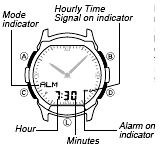 Hourly Time
Signal on indicator
Mode
indicator
A
B
ALM
C
D
7:30
L
Hour
Minutes
Alarm on
indicator